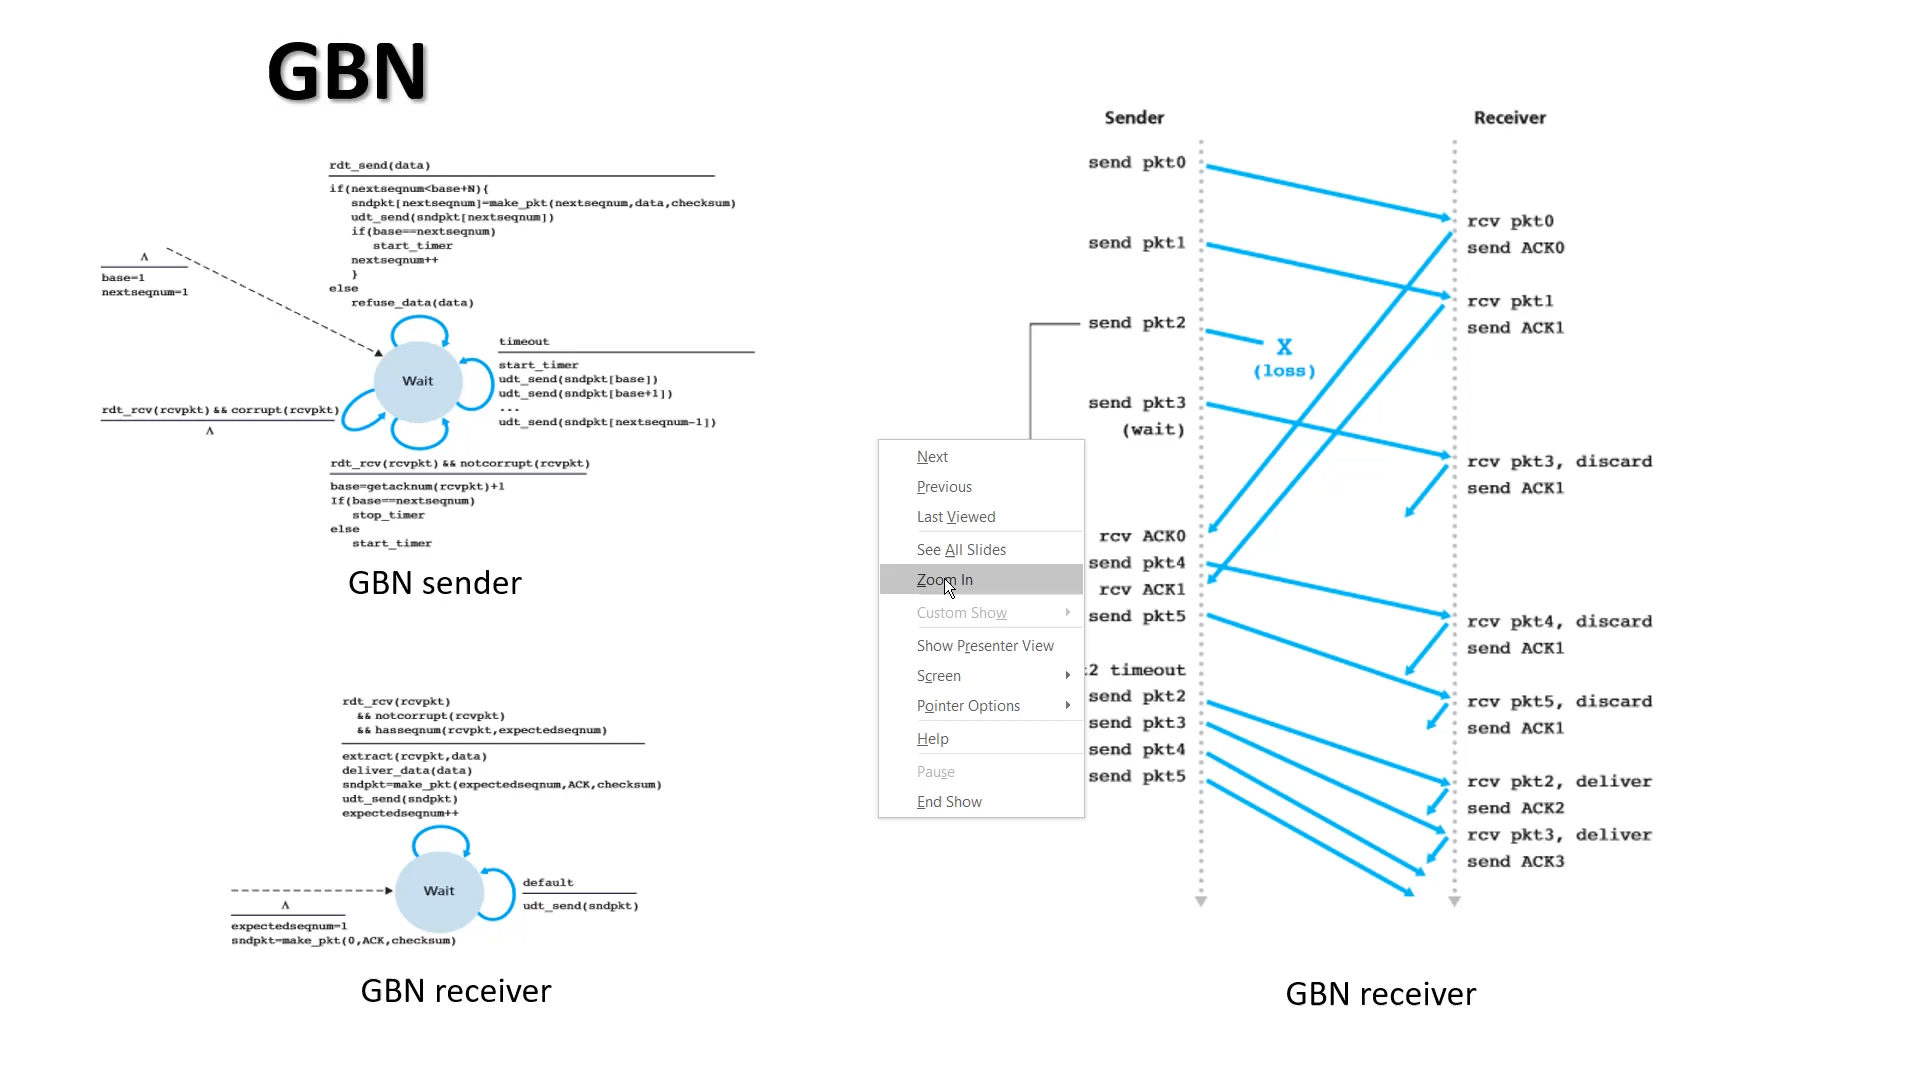 GBN
rdt_send(data)
if(nextseqnum<base+N){
sndpkt[nextseqnum]=make_pkt(nextseqnum,data,checksum)
udt_send(sndpkt[nextseqnum])
if(base==nextseqnum)
start_timer
nextseqnum++
}
else
refuse_data(data)
Λ
base=1
nextseqnum=1
Wait
timeout
start_timer
udt_send(sndpkt[base])
udt_send(sndpkt[base+1])
...
udt_send(sndpkt[nextseqnum-1])
rdt_rcv(rcvpkt) && corrupt(rcvpkt)
Λ
rdt_rcv(rcvpkt) && notcorrupt(rcvpkt)
base=getacknum(rcvpkt)+1
If(base==nextseqnum)
stop_timer
else
start_timer
GBN sender
rdt_rcv(rcvpkt)
&& notcorrupt(rcvpkt)
&& hasseqnum(rcvpkt,expectedseqnum)
extract(rcvpkt,data)
deliver_data(data)
sndpkt=make_pkt(expectedseqnum,ACK,checksum)
udt_send(sndpkt)
expectedseqnum++
Wait
default
udt_send(sndpkt)
Λ
expectedseqnum=1
sndpkt=make_pkt(0,ACK,checksum)
GBN receiver
Next
Previous
Last Viewed
See All Slides
Zoom In
Custom Show
Show Presenter View
Screen
Pointer Options
Help
Pause
End Show
Sender
send pkt0
send pkt1
send pkt2
send pkt3
(wait)
rcv ACK0
send pkt4
rcv ACK1
send pkt5
timeout
send pkt2
send pkt3
send pkt4
send pkt5
X
(loss)
Receiver
rcv pkt0
send ACK0
rcv pkt1
send ACK1
rcv pkt3, discard
send ACK1
rcv pkt4, discard
send ACK1
rcv pkt5, discard
send ACK1
rcv pkt2, deliver
send ACK2
rcv pkt3, deliver
send ACK3
GBN receiver